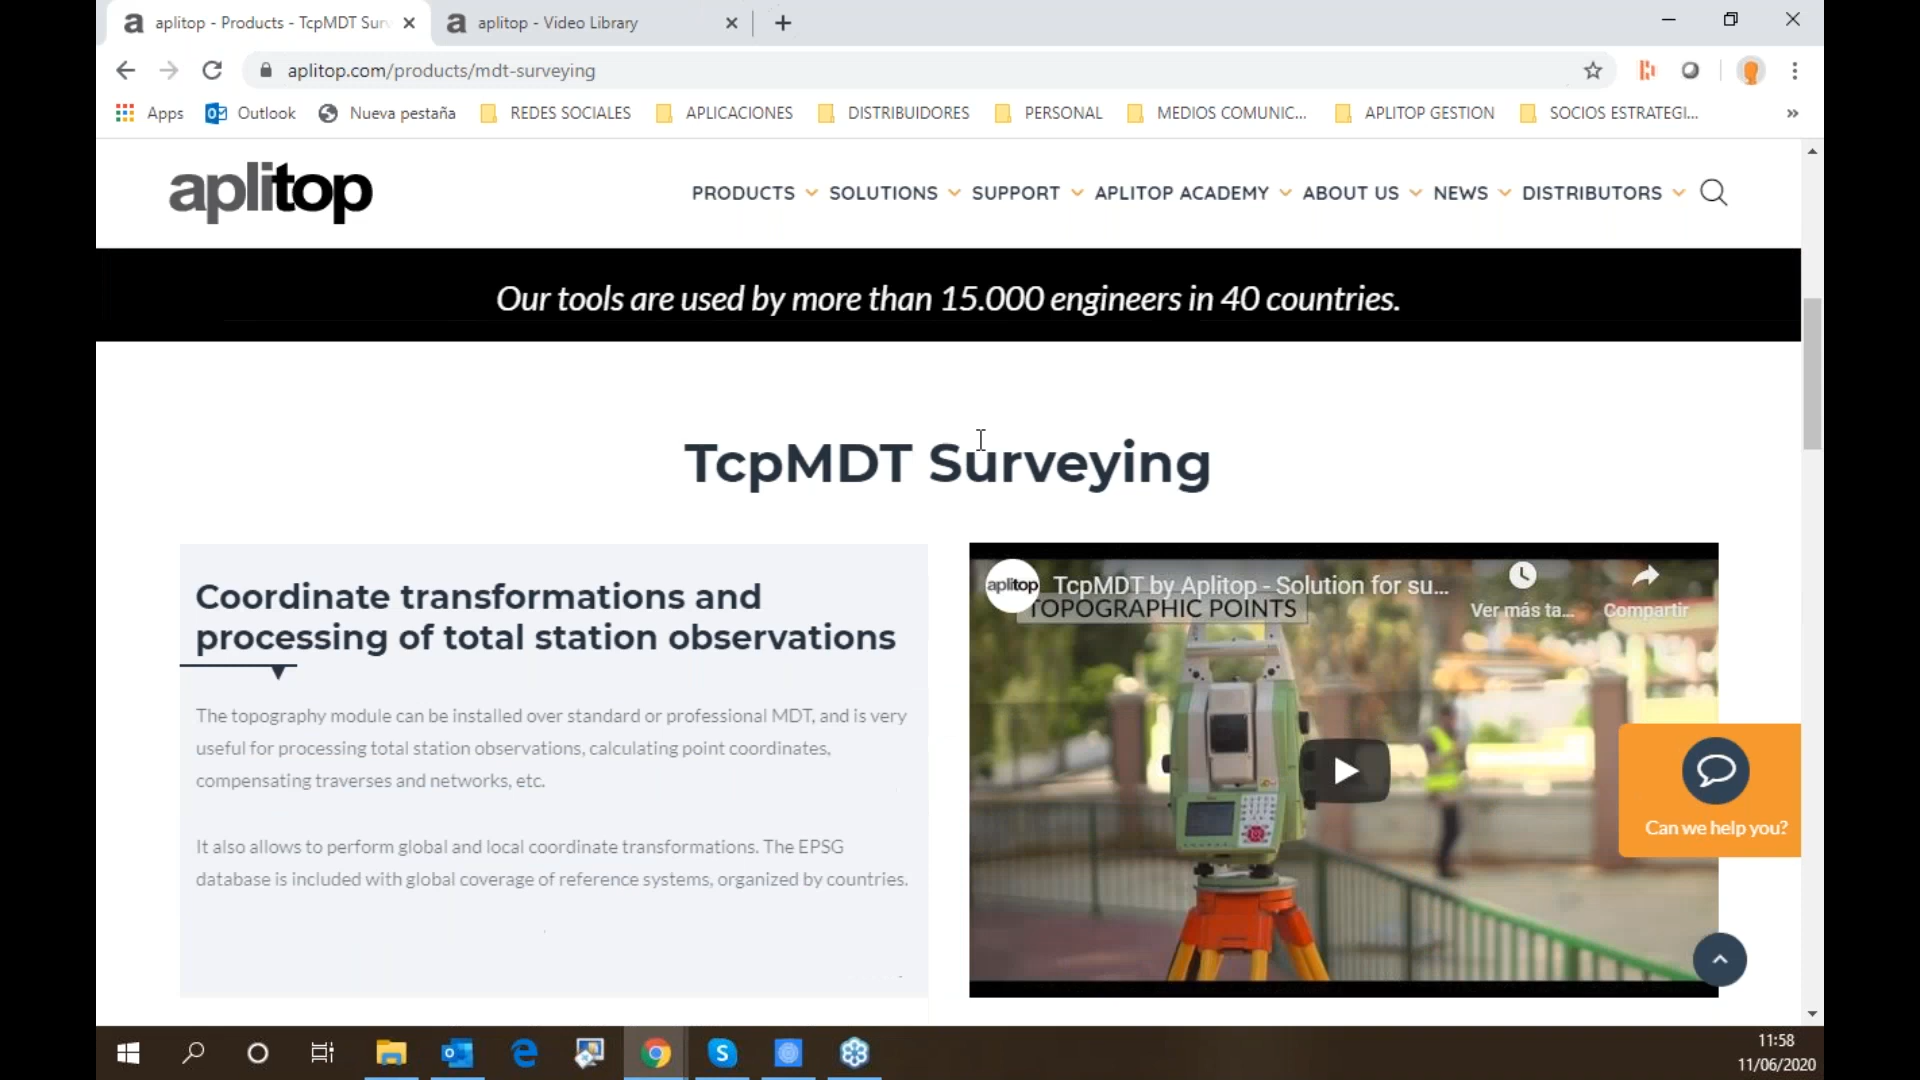 aplitop - Products - TcpMDT Sur
aplitop - Video Library
aplitop.com/products/mdt-surveying
Apps
Outlook
Nueva pestaña
REDES SOCIALES
APLICACIONES
DISTRIBUIDORES
PERSONAL
MEDIOS COMUNIC...
APLITOP GESTION
SOCIOS ESTRATEGI...
aplitop
PRODUCTS
SOLUTIONS
SUPPORT
APLITOP ACADEMY
ABOUT US
NEWS
DISTRIBUTORS
Our tools are used by more than 15.000 engineers in 40 countries.
TcpMDT Surveying
Coordinate transformations and
processing of total station observations
The topography module can be installed over standard or professional MDT, and is very
useful for processing total station observations, calculating point coordinates,
compensating traverses and networks, etc.
It also allows to perform global and local coordinate transformations. The EPSG
database is included with global coverage of reference systems, organized by countries.
aplitop
TcpMDT by Aplitop - Solution for su...
TOPOGRAPHIC POINTS
Ver más ta...
Compartir
Can we help you?
11:58
11/06/2020